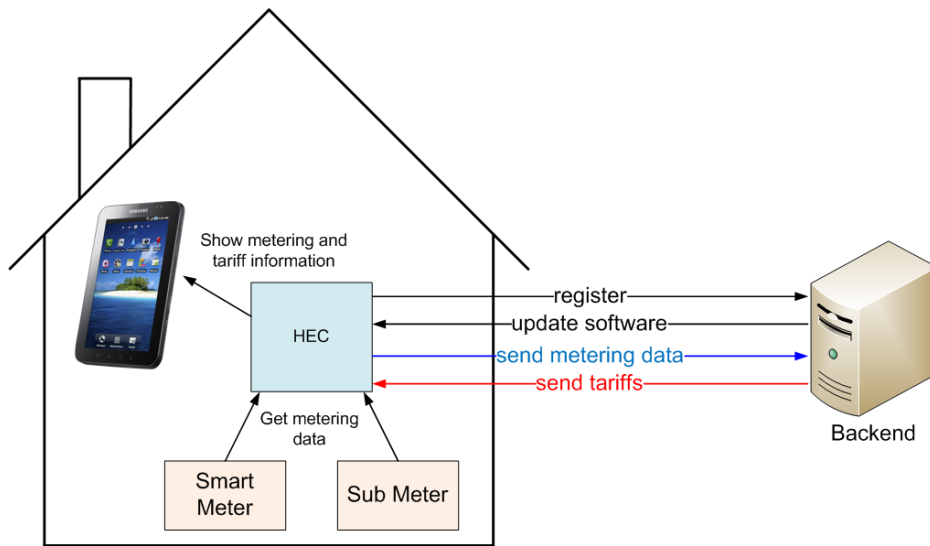 SAMSUNG
Show metering and
tariff information
HEC
register
update software
send metering data
send tariffs
Backend
Get metering
data
Smart
Meter
Sub Meter